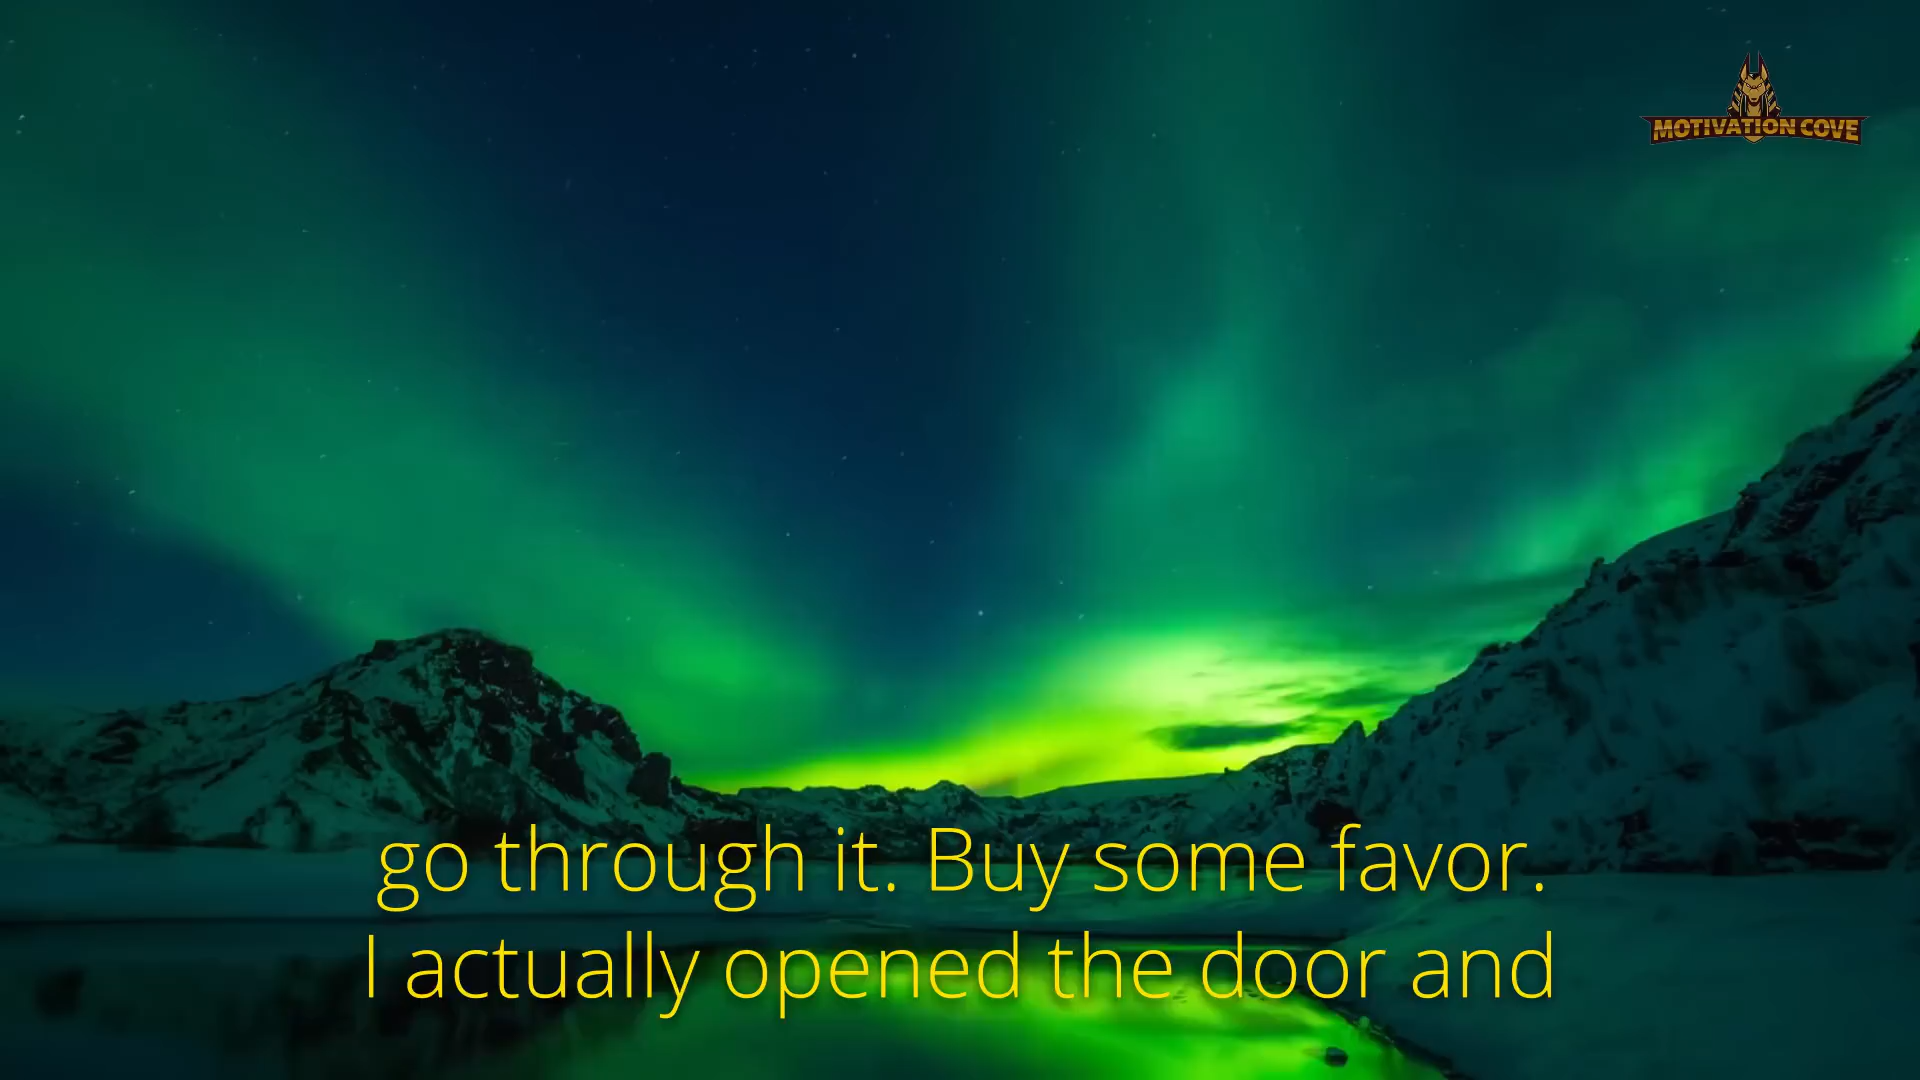 MOTIVATION COVE
go through it. Buy some favor.
I actually opened the door and